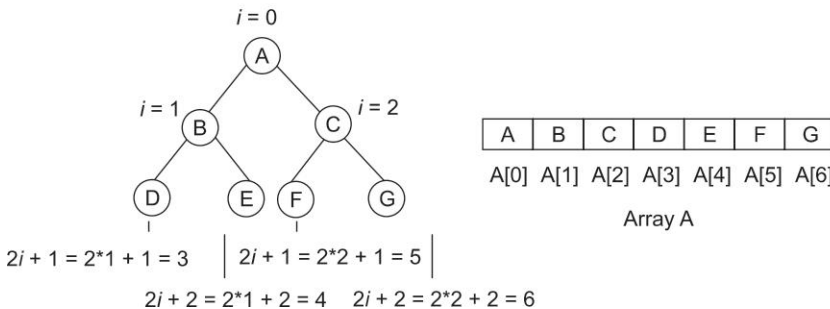 i = 0
A
i = 1
B
C
i = 2
D
E
F
G
2i + 1 = 2*1 + 1 = 3
2i + 1 = 2*2 + 1 = 5
2i + 2 = 2*1 + 2 = 4
2i + 2 = 2*2 + 2 = 6
A B C D E F G
A[0] A[1] A[2] A[3] A[4] A[5] A[6]
Array A